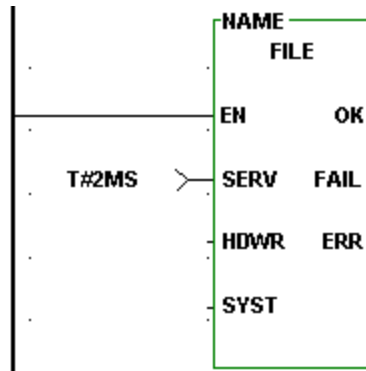 NAME
FILE
EN OK
T#2MS SERV FAIL
HDWR ERR
SYST